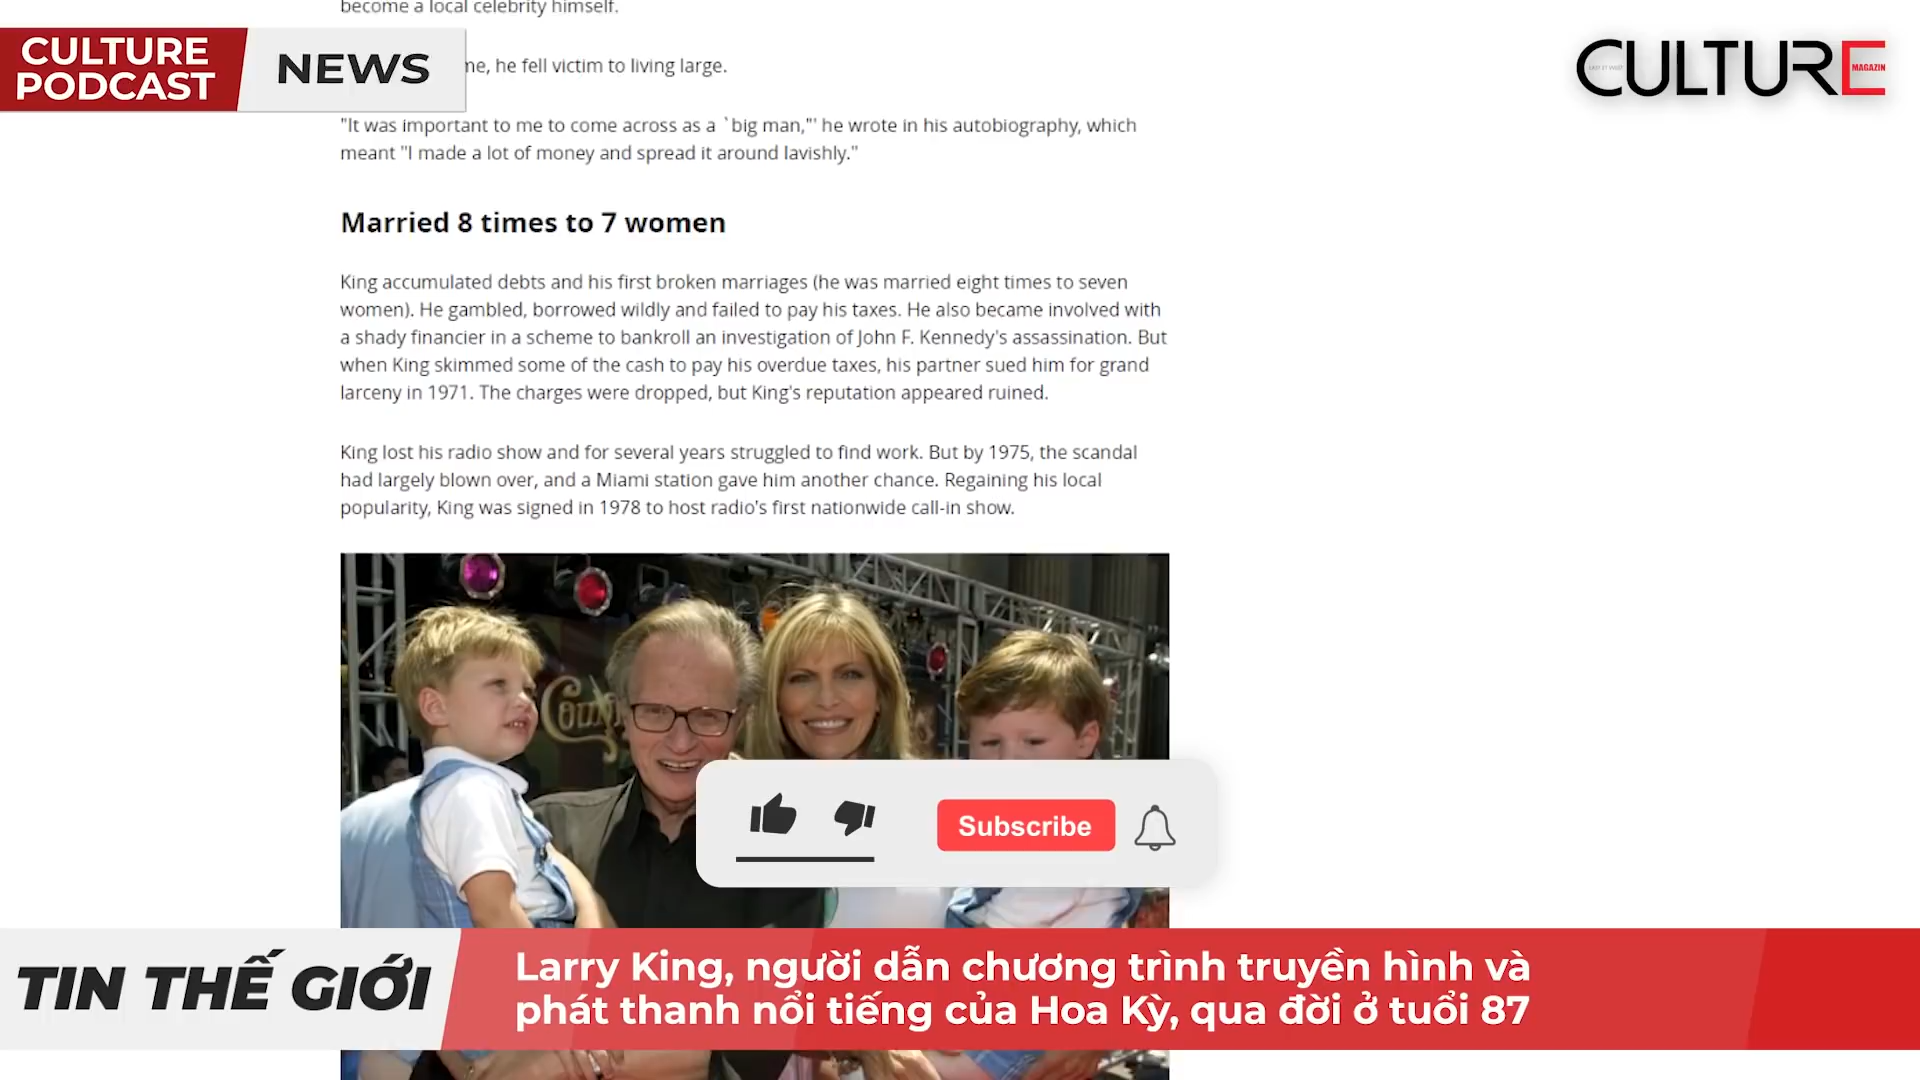 become a local celebrity himself.
CULTURE
PODCAST
NEWS
me, he fell victim to living large.
CULTURE
MAGAZIN
"It was important to me to come across as a `big man,"' he wrote in his autobiography, which
meant "I made a lot of money and spread it around lavishly."
Married 8 times to 7 women
King accumulated debts and his first broken marriages (he was married eight times to seven
women). He gambled, borrowed wildly and failed to pay his taxes. He also became involved with
a shady financier in a scheme to bankroll an investigation of John F. Kennedy's assassination. But
when King skimmed some of the cash to pay his overdue taxes, his partner sued him for grand
larceny in 1971. The charges were dropped, but King's reputation appeared ruined.
King lost his radio show and for several years struggled to find work. But by 1975, the scandal
had largely blown over, and a Miami station gave him another chance. Regaining his local
popularity, King was signed in 1978 to host radio's first nationwide call-in show.
Subscribe
TIN THẾ GIỚI
Larry King, người dẫn chương trình truyền hình và
phát thanh nổi tiếng của Hoa Kỳ, qua đời ở tuổi 87